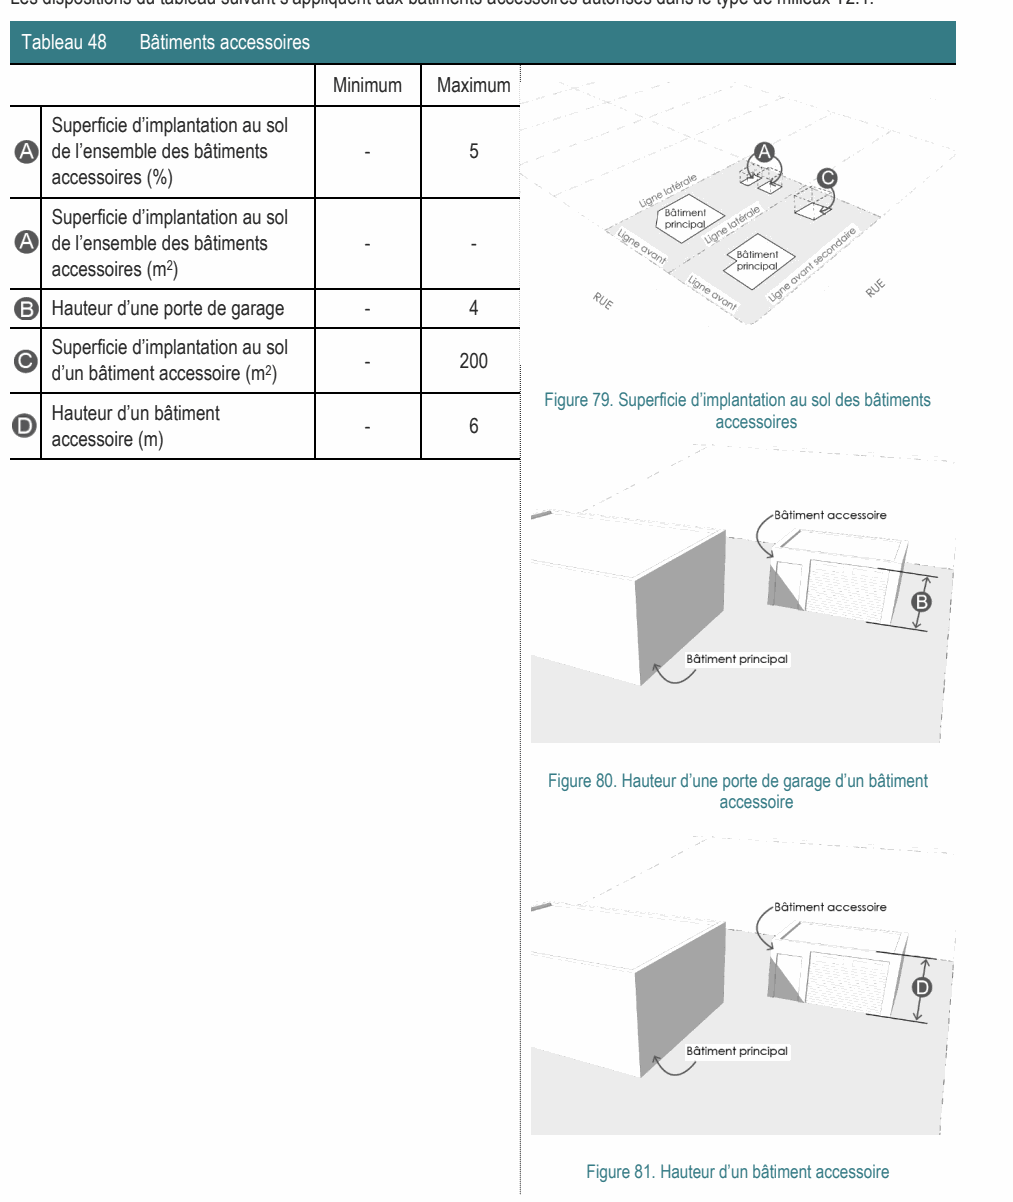 Les dispositions du tableau suivant s'appliquent aux bâtiments accessoires autorisés dans le type de milieux T2.1.
Tableau 48 Bâtiments accessoires
Minimum Maximum
A Superficie d'implantation au sol
de l'ensemble des bâtiments
accessoires (%)
- 5
A Superficie d'implantation au sol
de l'ensemble des bâtiments
accessoires (m²)
- -
B Hauteur d'une porte de garage - 4
C Superficie d'implantation au sol
d'un bâtiment accessoire (m²)
- 200
D Hauteur d'un bâtiment
accessoire (m)
- 6
A
C
Ligne latérale
Bâtiment
principal
Ligne latérale
Ligne avant
Bâtiment
principal
Ligne avant secondaire
Ligne avant
RUE
RUE
Figure 79. Superficie d'implantation au sol des bâtiments
accessoires
Bâtiment accessoire
B
Bâtiment principal
Figure 80. Hauteur d'une porte de garage d'un bâtiment
accessoire
Bâtiment accessoire
D
Bâtiment principal
Figure 81. Hauteur d'un bâtiment accessoire